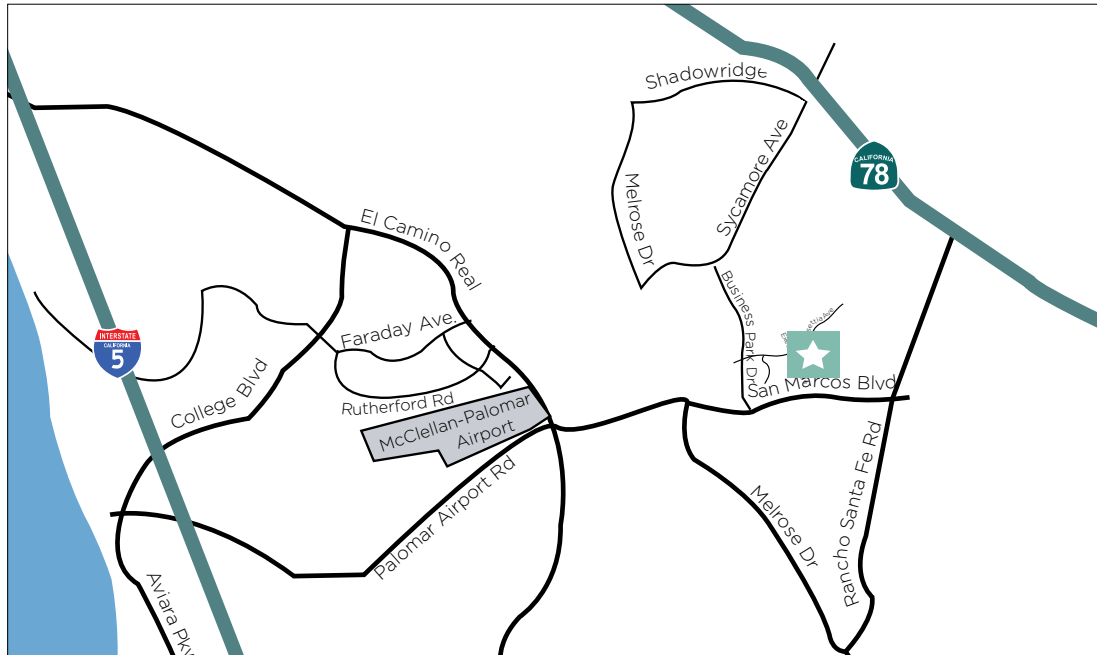 Shadowridge
Sycamore Ave
Melrose Dr
CALIFORNIA
78
El Camino Real
Business Park Dr
Faraday Ave.
INTERSTATE
CALIFORNIA
5
College Blvd
San Marcos Blvd
Rutherford Rd
McClellan-Palomar
Airport
Palomar Airport Rd
Melrose Dr
Rancho Santa Fe Rd
Aviara Pkwy